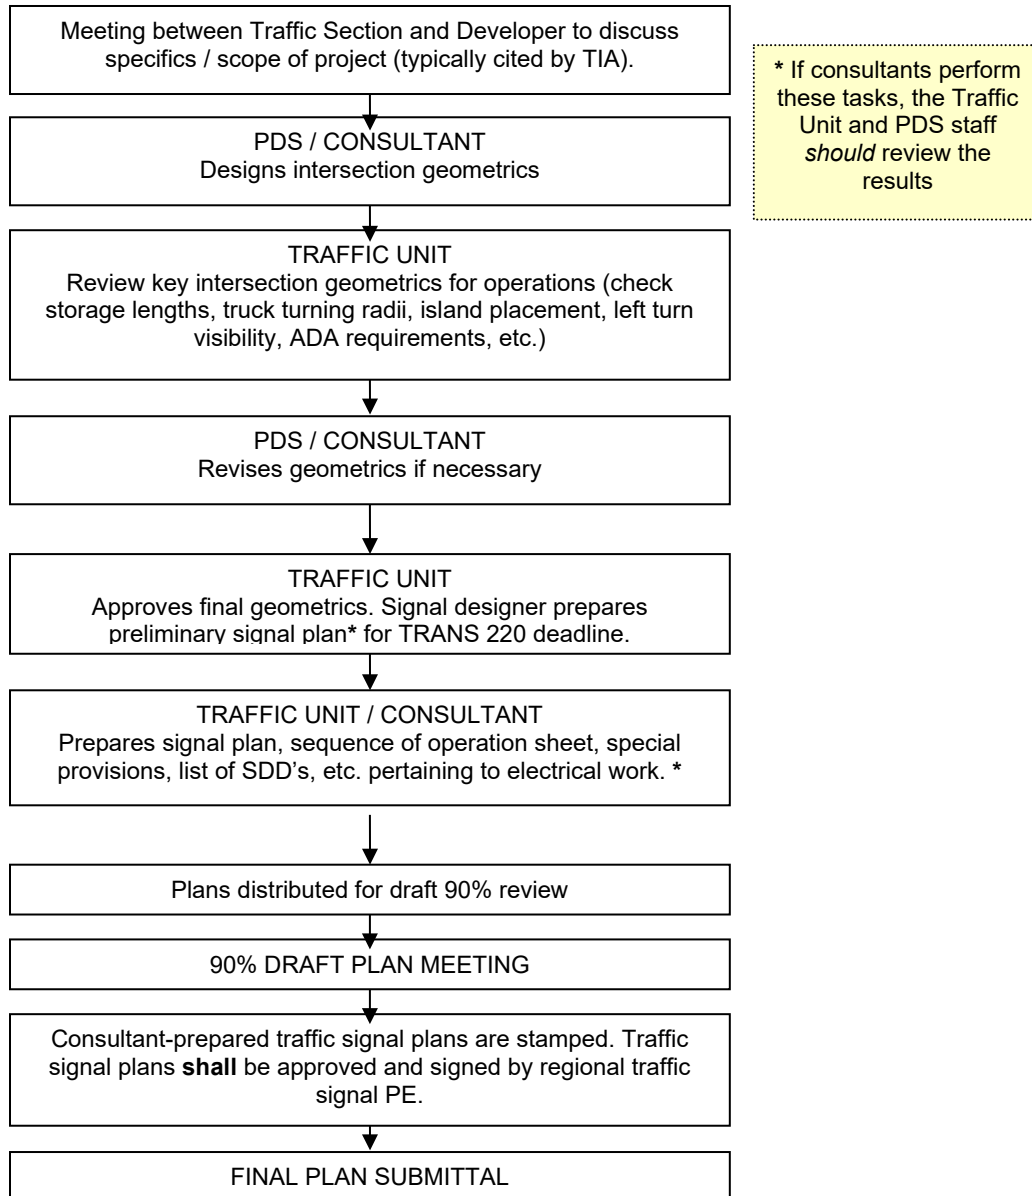 Meeting between Traffic Section and Developer to discuss
specifics / scope of project (typically cited by TIA).
* If consultants perform
these tasks, the Traffic
Unit and PDS staff
should review the
results
PDS / CONSULTANT
Designs intersection geometrics
TRAFFIC UNIT
Review key intersection geometrics for operations (check
storage lengths, truck turning radii, island placement, left turn
visibility, ADA requirements, etc.)
PDS / CONSULTANT
Revises geometrics if necessary
TRAFFIC UNIT
Approves final geometrics. Signal designer prepares
preliminary signal plan* for TRANS 220 deadline.
TRAFFIC UNIT / CONSULTANT
Prepares signal plan, sequence of operation sheet, special
provisions, list of SDD's, etc. pertaining to electrical work. *
Plans distributed for draft 90% review
90% DRAFT PLAN MEETING
Consultant-prepared traffic signal plans are stamped. Traffic
signal plans shall be approved and signed by regional traffic
signal PE.
FINAL PLAN SUBMITTAL